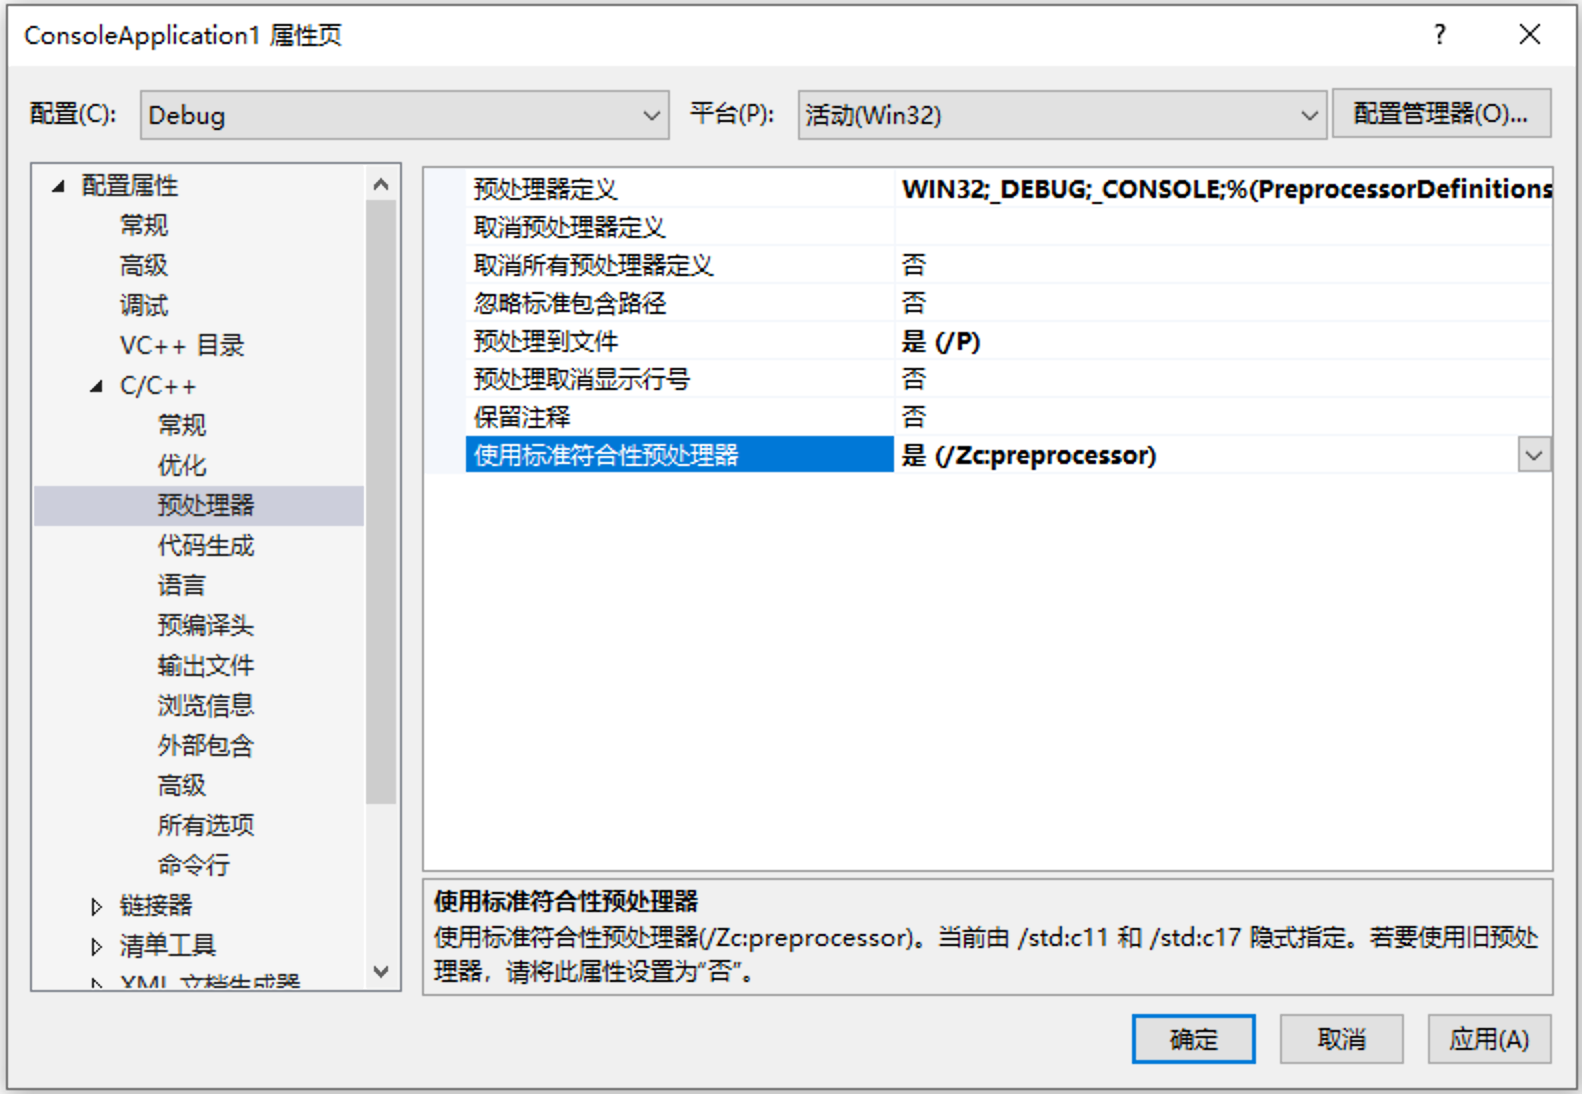 ConsoleApplication1 属性页
?
配置(C):
Debug
平台(P):
活动(Win32)
配置管理器(O)...
配置属性
常规
高级
调试
VC++ 目录
C/C++
常规
优化
预处理器
代码生成
语言
预编译头
输出文件
浏览信息
外部包含
高级
所有选项
命令行
链接器
清单工具
XML 文档生成器
预处理器定义 WIN32;_DEBUG;_CONSOLE;%(PreprocessorDefinitions
取消预处理器定义
取消所有预处理器定义 否
忽略标准包含路径 否
预处理到文件 是 (/P)
预处理取消显示行号 否
保留注释 否
使用标准符合性预处理器 是 (/Zc:preprocessor)
使用标准符合性预处理器
使用标准符合性预处理器(/Zc:preprocessor)。当前由 /std:c11 和 /std:c17 隐式指定。若要使用旧预处
理器，请将此属性设置为“否”。
确定
取消
应用(A)